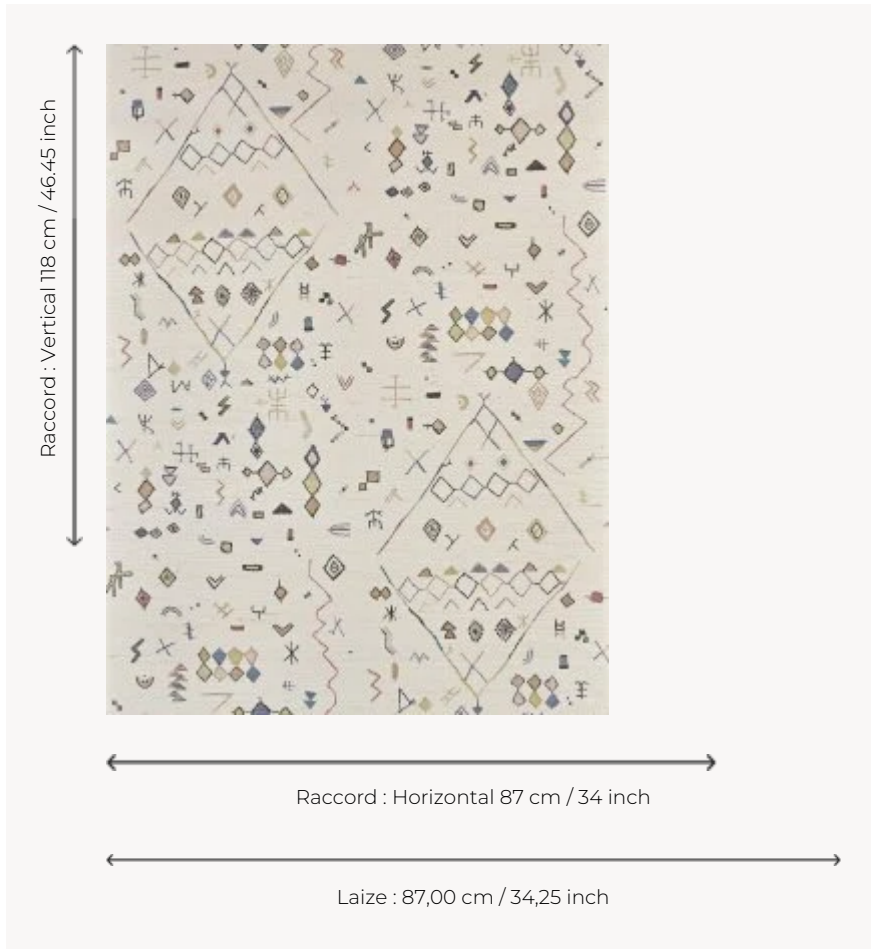 Raccord : Vertical 118 cm / 46.45 inch
Raccord : Horizontal 87 cm / 34 inch
Laize : 87,00 cm / 34,25 inch